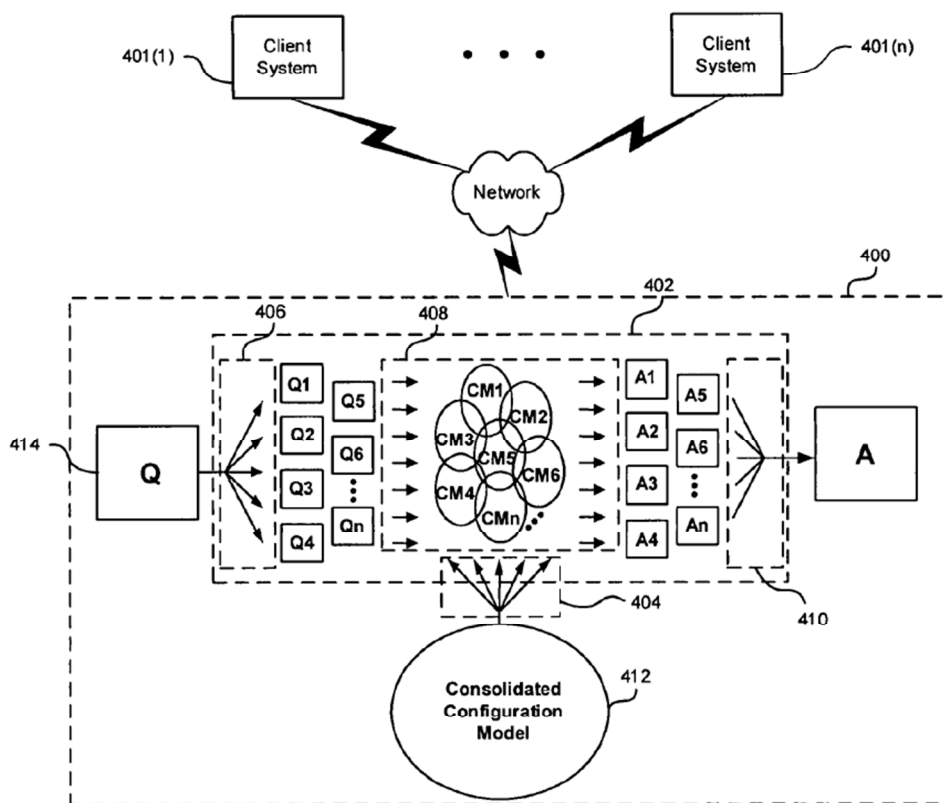 401(1)
Client
System
• • •
Client
System
401(n)
Network
400
402
406
408
414
Q
Q1
Q2
Q3
Q4
Q5
Q6
Qn
CM1
CM2
CM3
CM5
CM4
CM6
CMn
A1
A2
A3
A4
A5
A6
An
A
404
410
Consolidated
Configuration
Model
412